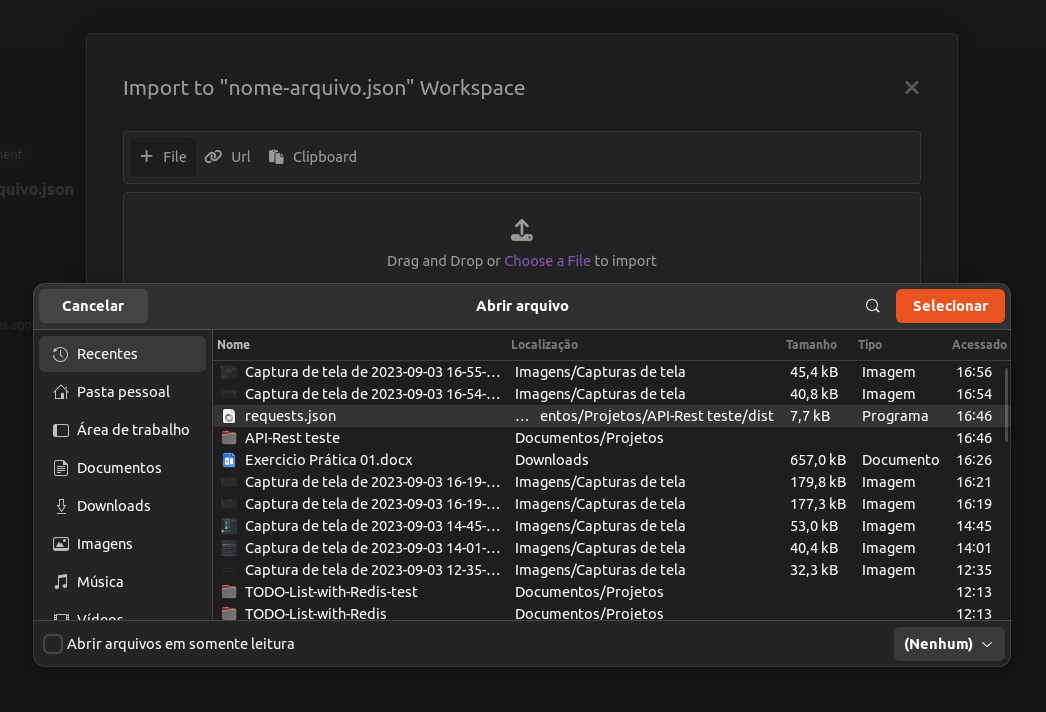 Import to "nome-arquivo.json" Workspace
File Url Clipboard
ment
quivo.json
Drag and Drop or Choose a File to import
Cancelar Abrir arquivo Selecionar
es ago
Recentes
Pasta pessoal
Área de trabalho
Documentos
Downloads
Imagens
Música
Vídeos
Nome Localização Tamanho Tipo Acessado
Captura de tela de 2023-09-03 16-55-… Imagens/Capturas de tela 45,4 kB Imagem 16:56
Captura de tela de 2023-09-03 16-54-… Imagens/Capturas de tela 40,8 kB Imagem 16:54
requests.json … entos/Projetos/API-Rest teste/dist 7,7 kB Programa 16:46
API-Rest teste Documentos/Projetos 16:46
Exercicio Prática 01.docx Downloads 657,0 kB Documento 16:26
Captura de tela de 2023-09-03 16-19-… Imagens/Capturas de tela 179,8 kB Imagem 16:21
Captura de tela de 2023-09-03 16-19-… Imagens/Capturas de tela 177,3 kB Imagem 16:19
Captura de tela de 2023-09-03 14-45-… Imagens/Capturas de tela 53,0 kB Imagem 14:45
Captura de tela de 2023-09-03 14-01-… Imagens/Capturas de tela 40,4 kB Imagem 14:01
Captura de tela de 2023-09-03 12-35-… Imagens/Capturas de tela 32,3 kB Imagem 12:35
TODO-List-with-Redis-test Documentos/Projetos 12:13
TODO-List-with-Redis Documentos/Projetos 12:13
Abrir arquivos em somente leitura (Nenhum)